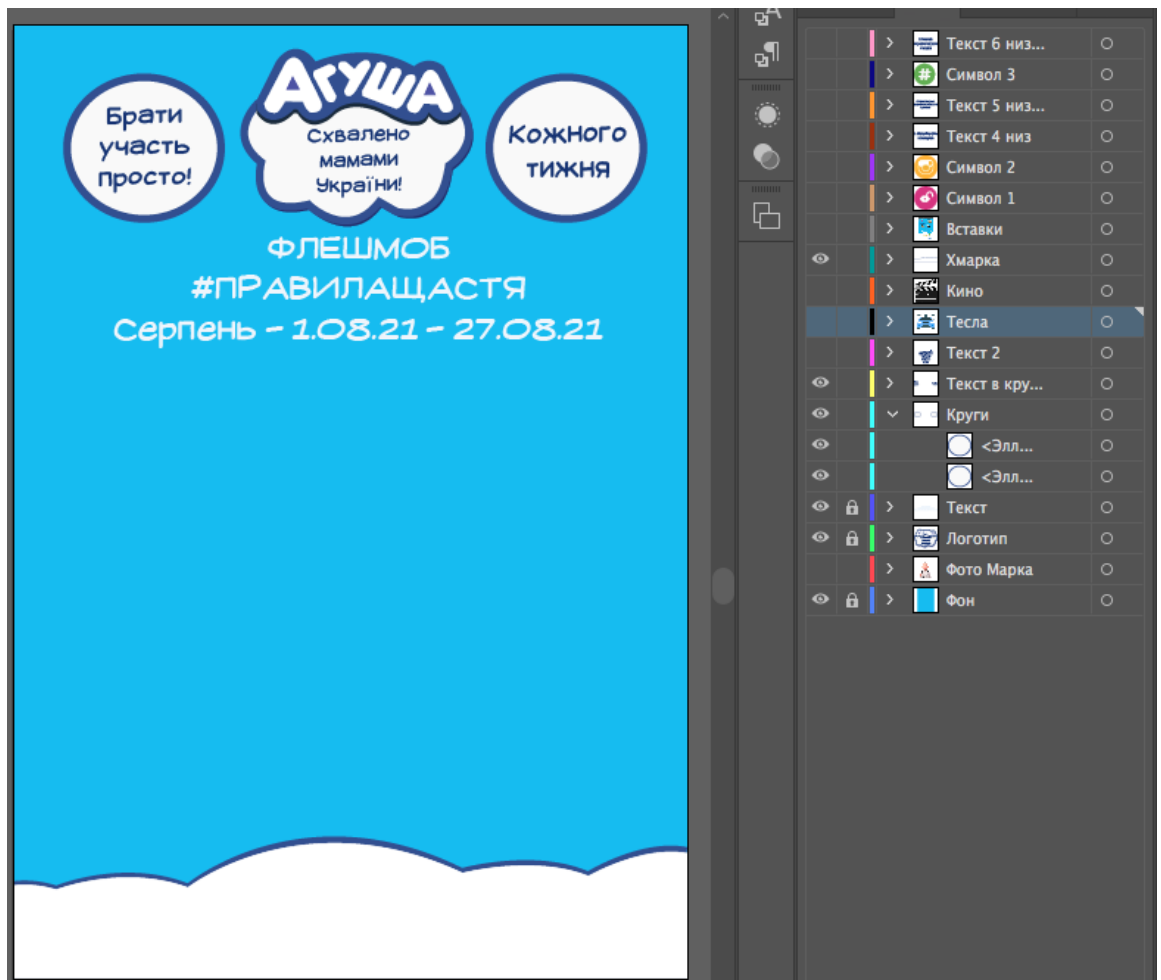 Брати
участь
просто!
АГУША
Схвалено
мамами
України!
Кожного
тижня
ФЛЕШМОБ
#ПРАВИЛАЩАСТЯ
Серпень - 1.08.21 - 27.08.21
Текст 6 низ...
Символ 3
Текст 5 низ...
Текст 4 низ
Символ 2
Символ 1
Вставки
Хмарка
Кино
Тесла
Текст 2
Текст в кру...
Круги
<Элл...
<Элл...
Текст
Логотип
Фото Марка
Фон